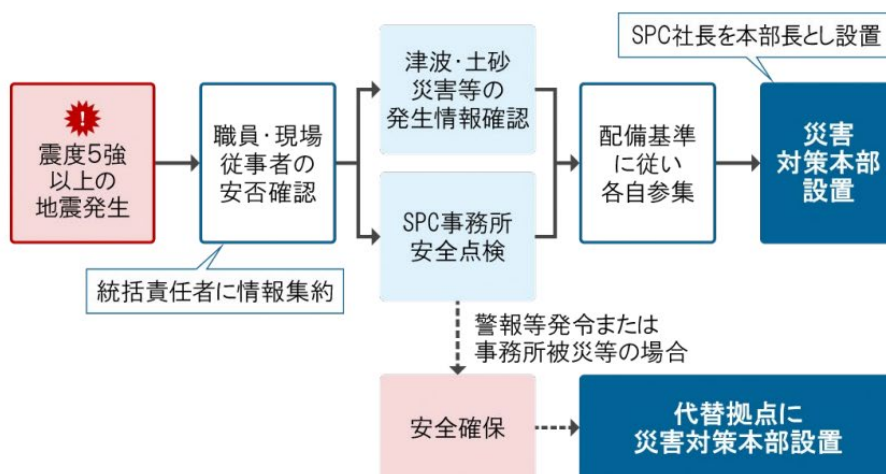 SPC社長を本部長とし設置
!
震度5強
以上の
地震発生
職員・現場
従事者の
安否確認
統括責任者に情報集約
津波・土砂
災害等の
発生情報確認
SPC事務所
安全点検
配備基準
に従い
各自参集
災害
対策本部
設置
警報等発令または
事務所被災等の場合
安全確保
代替拠点に
災害対策本部設置